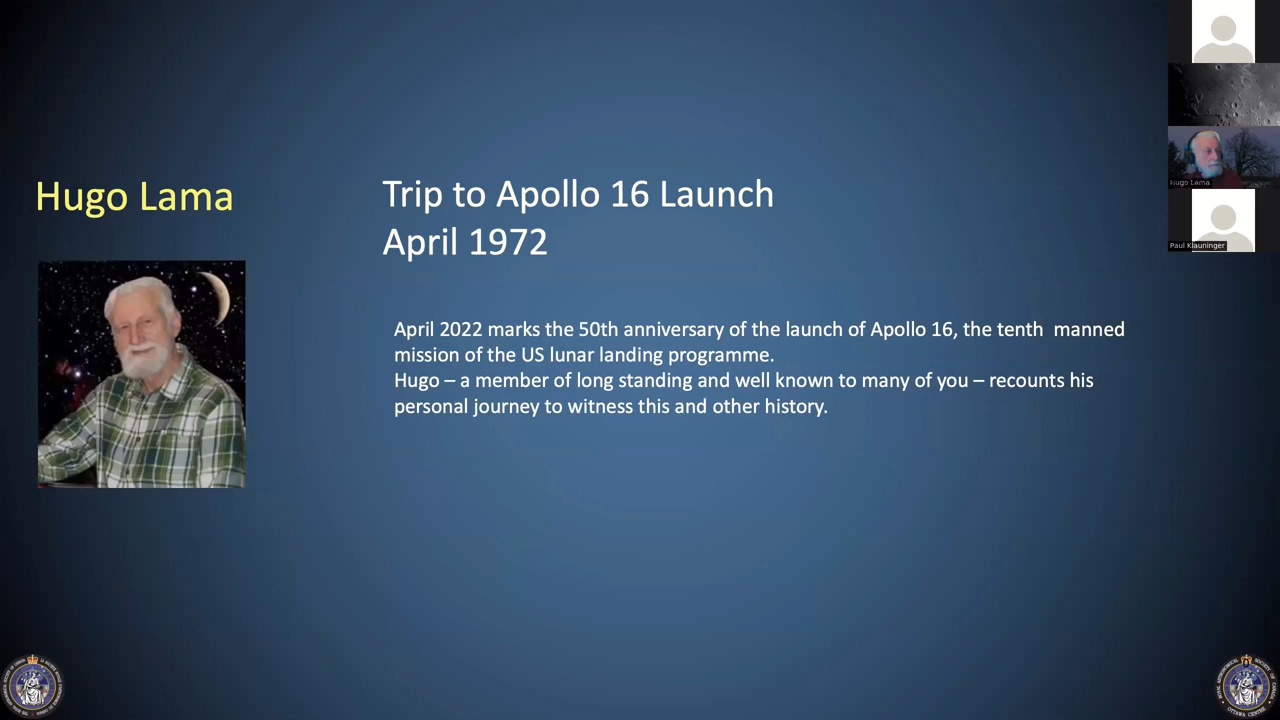 Hugo Lama
Trip to Apollo 16 Launch
April 1972
April 2022 marks the 50th anniversary of the launch of Apollo 16, the tenth  manned
mission of the US lunar landing programme.
Hugo – a member of long standing and well known to many of you – recounts his
personal journey to witness this and other history.
Hugo Lama
Paul Klauninger
OTTAWA CENTRE